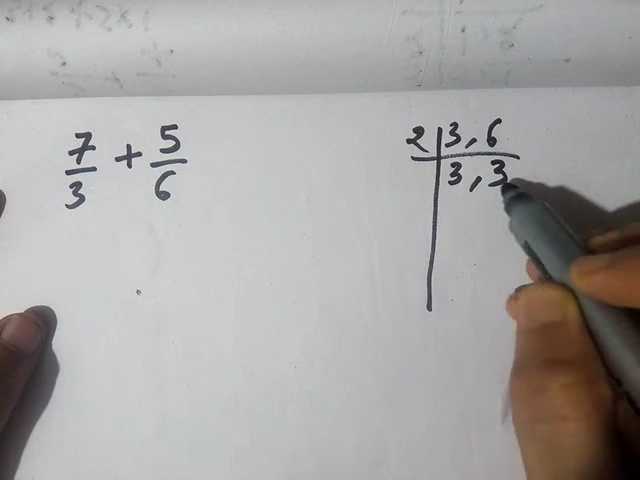 7/3 + 5/6
2 | 3, 6
3, 3